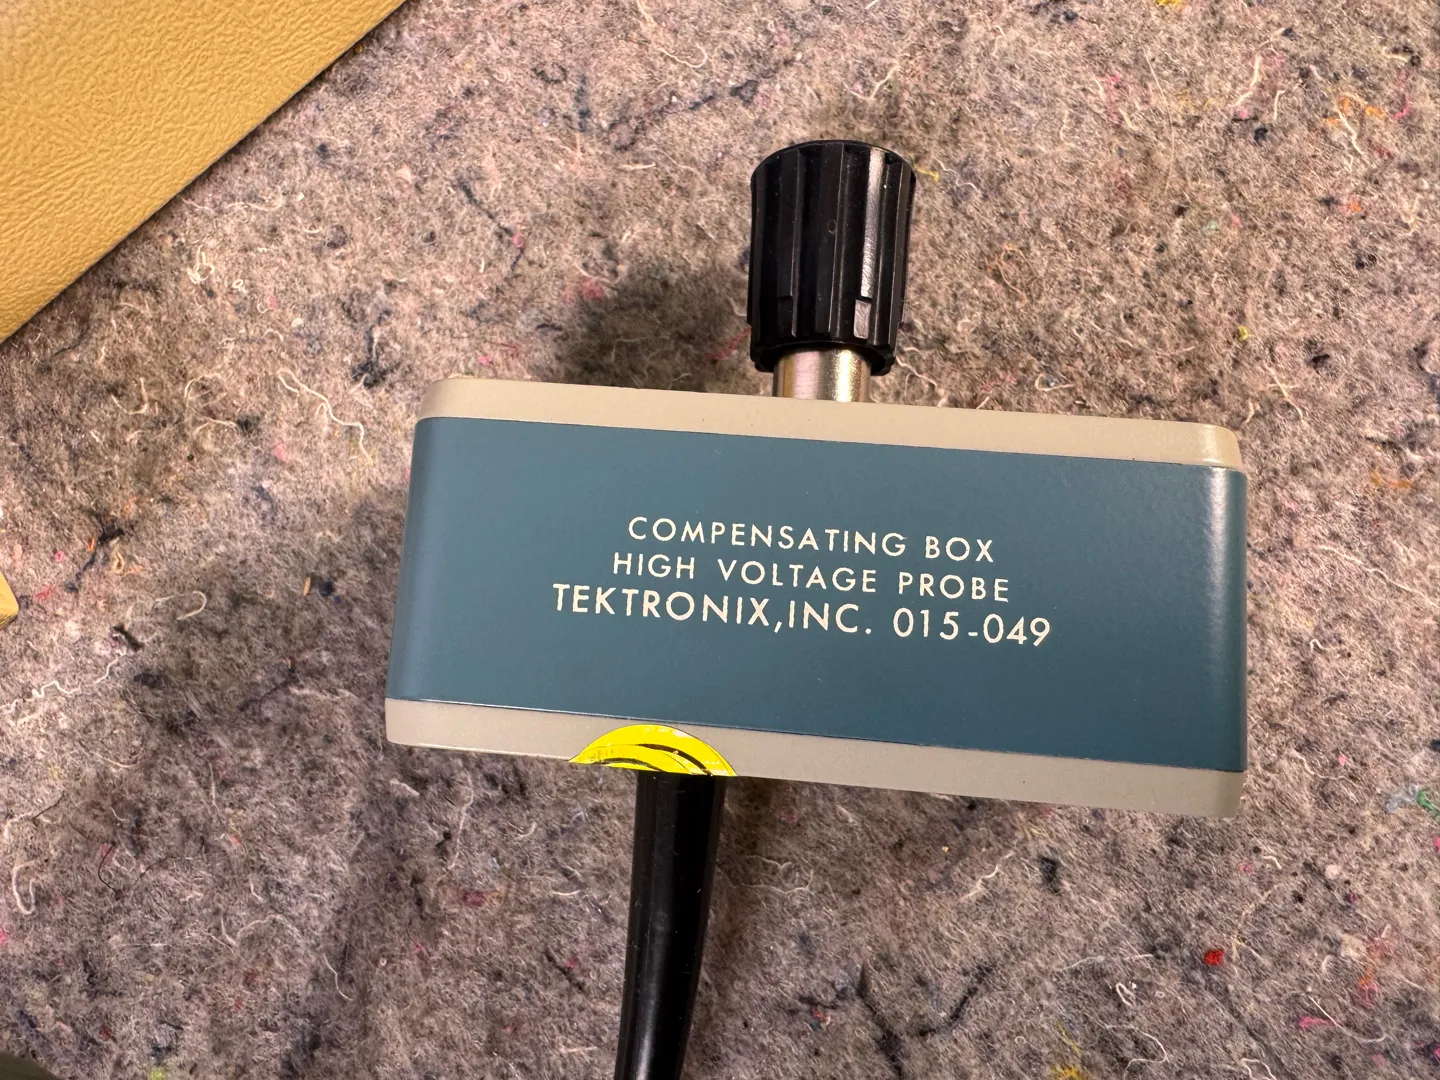 COMPENSATING BOX
HIGH VOLTAGE PROBE
TEKTRONIX, INC. 015-049